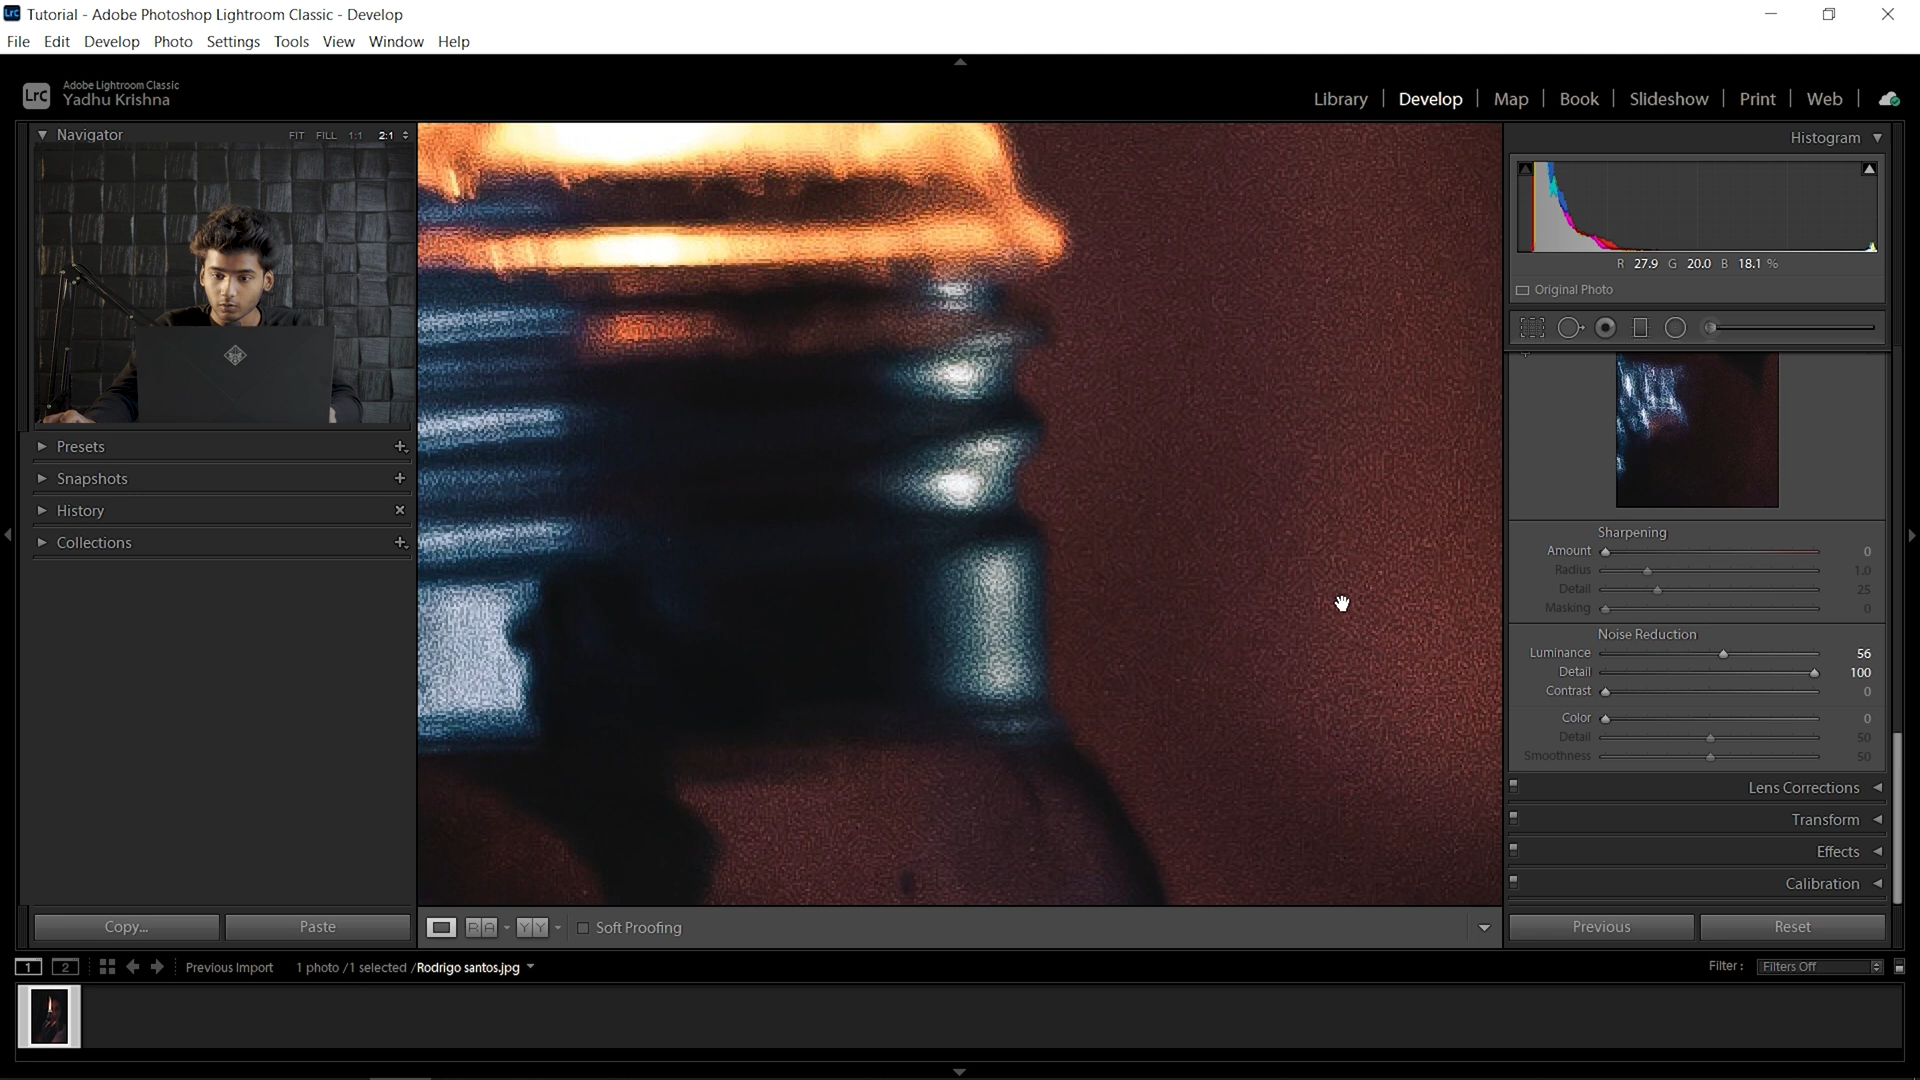 Tutorial - Adobe Photoshop Lightroom Classic - Develop
File Edit Develop Photo Settings Tools View Window Help
LrC Adobe Lightroom Classic
Yadhu Krishna
Library | Develop | Map | Book | Slideshow | Print | Web |
Navigator FIT FILL 1:1 2:1
Histogram
R 27.9 G 20.0 B 18.1 %
Original Photo
Presets
Snapshots
History
Collections
Sharpening
Amount 0
Radius 1.0
Detail 25
Masking 0
Noise Reduction
Luminance 56
Detail 100
Contrast 0
Color 0
Detail 50
Smoothness 50
Lens Corrections
Transform
Effects
Calibration
Copy... Paste
R A Y Y Soft Proofing
Previous Reset
1 2 Previous Import 1 photo / 1 selected / Rodrigo santos.jpg
Filter : Filters Off